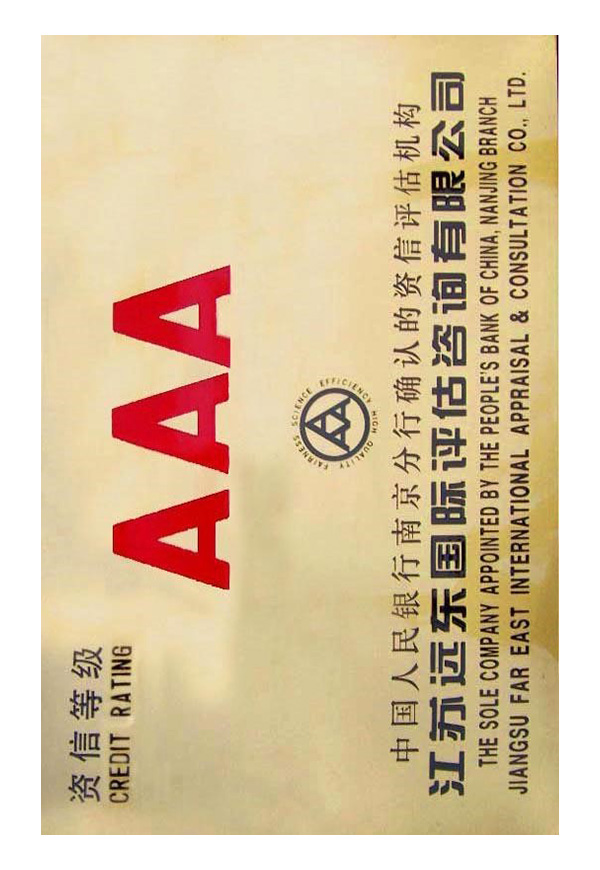 资信等级
CREDIT RATING
AAA
FAIRNESS SCIENCE EFFICIENCY HIGH QUALITY
中国人民银行南京分行确认的资信评估机构
江苏远东国际评估咨询有限公司
THE SOLE COMPANY APPOINTED BY THE PEOPLE'S BANK OF CHINA, NANJING BRANCH
JIANGSU FAR EAST INTERNATIONAL APPRAISAL & CONSULTATION CO., LTD.